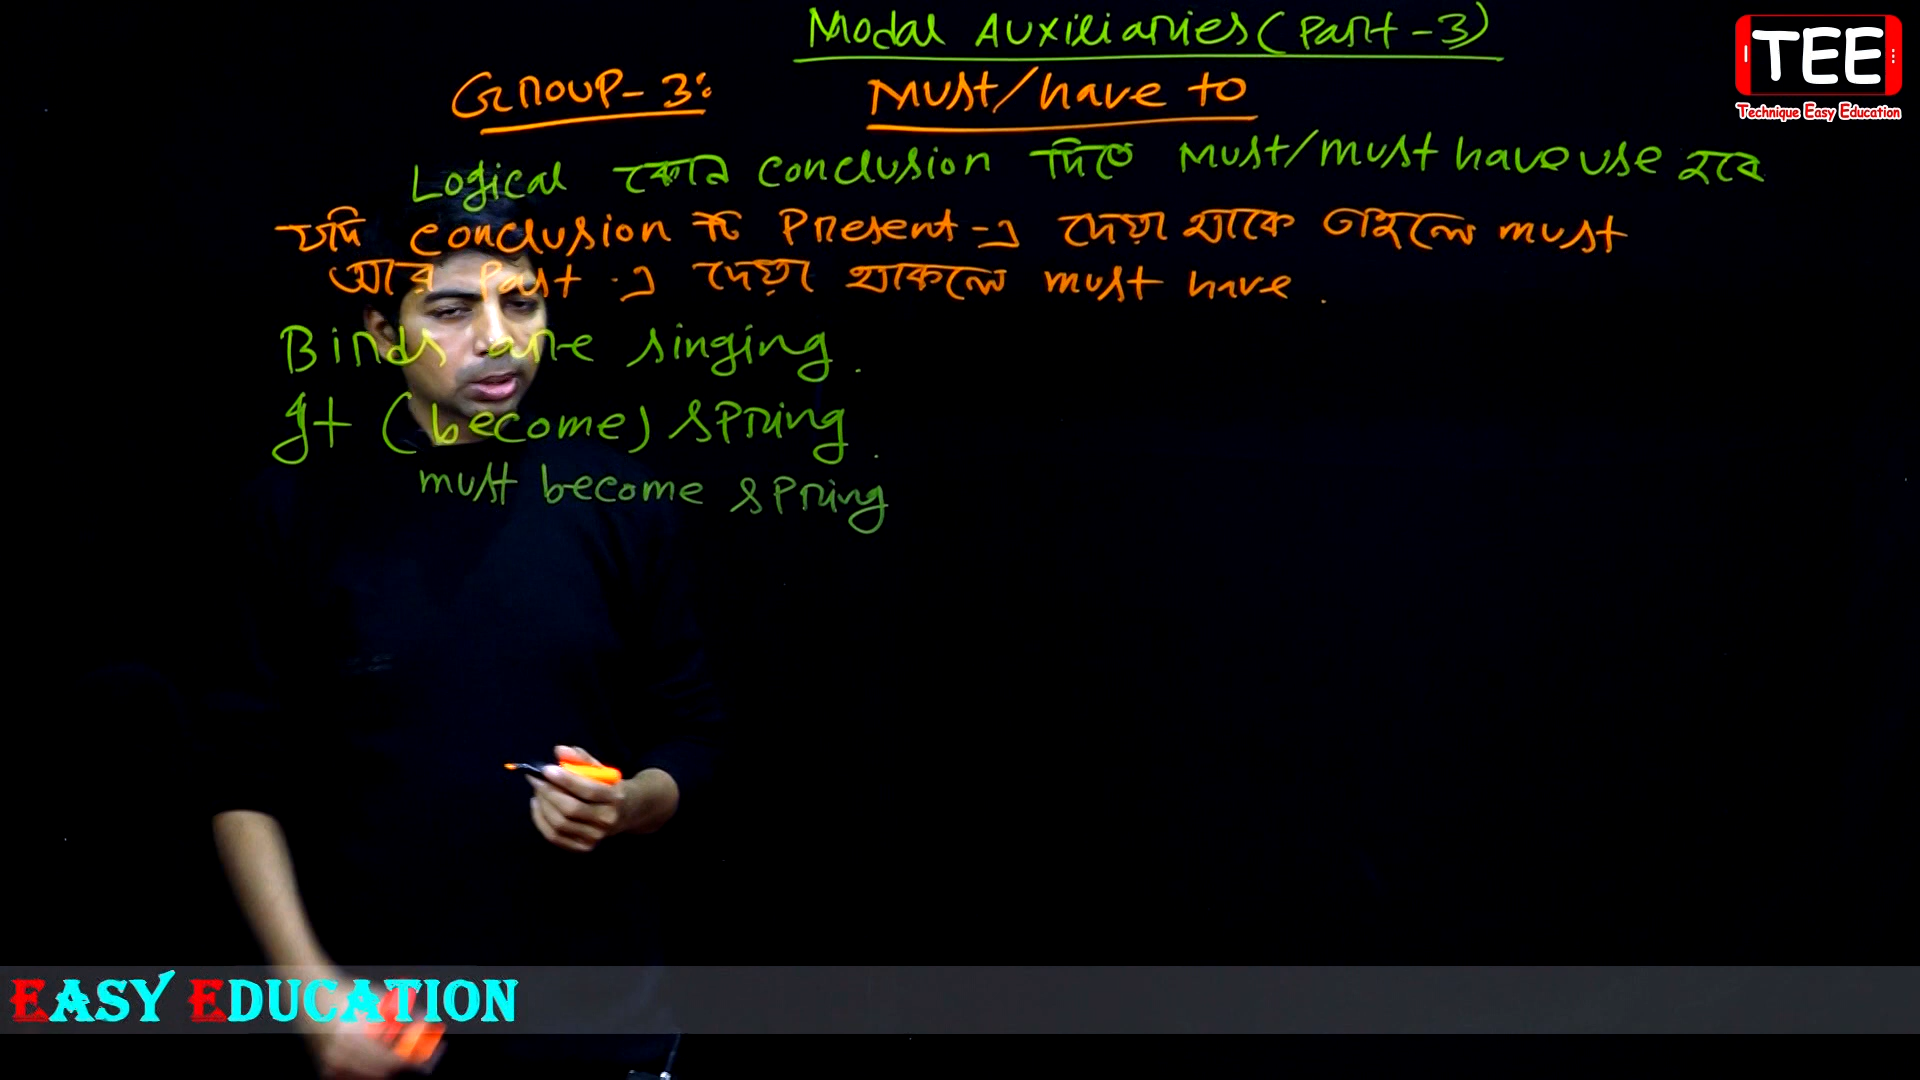 Modal Auxiliaries (Part-3)
TEE
Technique Easy Education
Group-3: Must/have to
Logical কোন conclusion দিতে must/must have use হবে
যদি conclusion টি Present-এ দেয়া থাকে তাহলে must
আর Past-এ দেয়া থাকলে must have.
Birds are singing.
It (become) spring.
must become spring
EASY EDUCATION